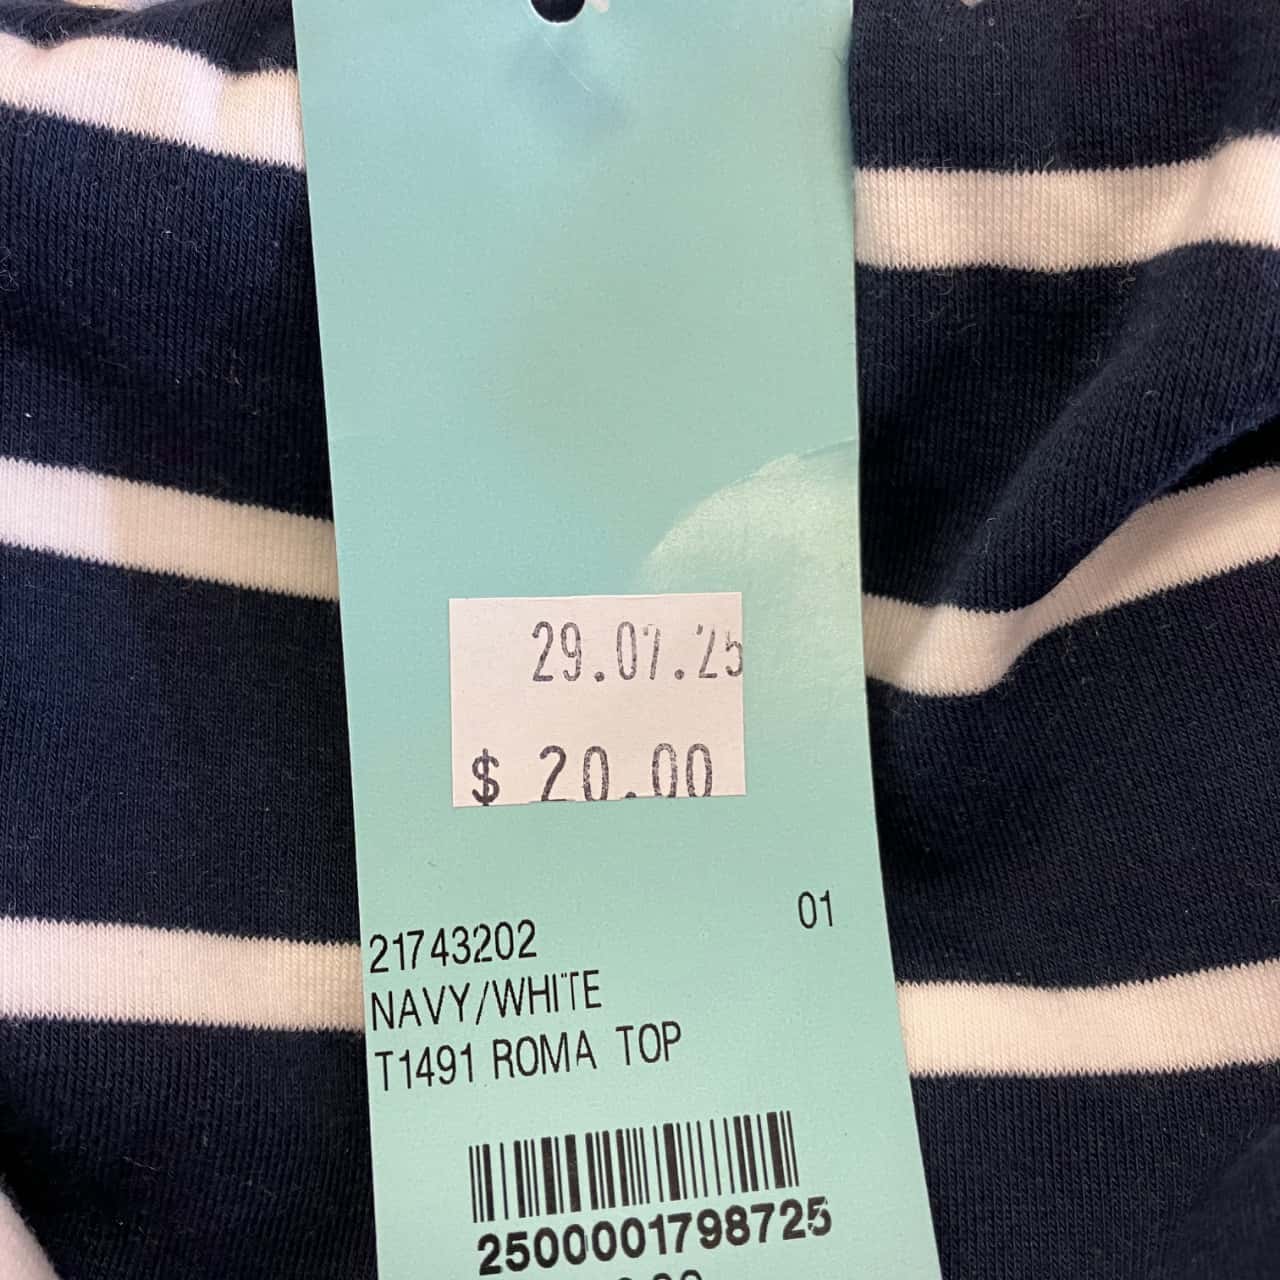 29.07.'25
$ 20.00
01
21743202
NAVY/WHITE
T1491 ROMA TOP
2500001798725